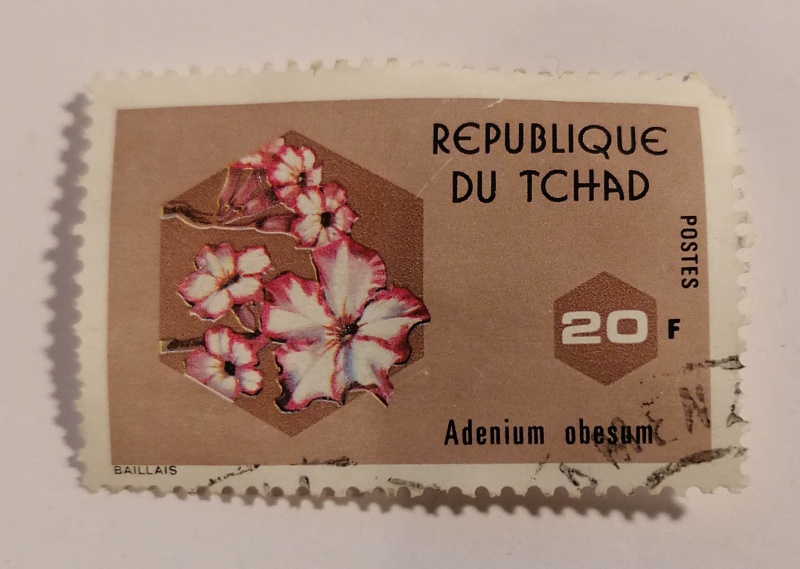 REPUBLIQUE
DU TCHAD
POSTES
20 F
Adenium obesum
BAILLAIS